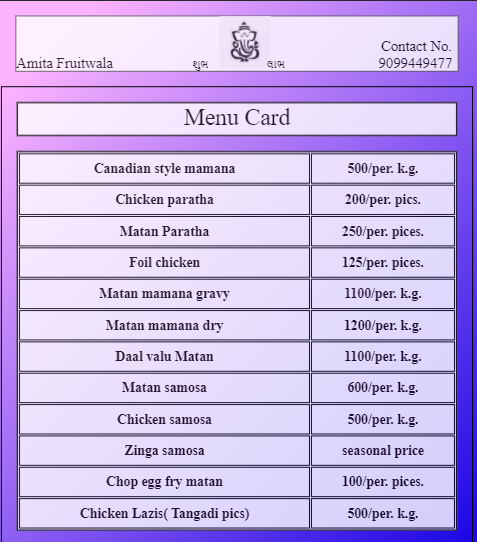 Contact No.
Amita Fruitwala શુભ લાભ 9099449477
Menu Card
Canadian style mamana 500/per. k.g.
Chicken paratha 200/per. pics.
Matan Paratha 250/per. pices.
Foil chicken 125/per. pices.
Matan mamana gravy 1100/per. k.g.
Matan mamana dry 1200/per. k.g.
Daal valu Matan 1100/per. k.g.
Matan samosa 600/per. k.g.
Chicken samosa 500/per. k.g.
Zinga samosa seasonal price
Chop egg fry matan 100/per. pices.
Chicken Lazis( Tangadi pics) 500/per. k.g.